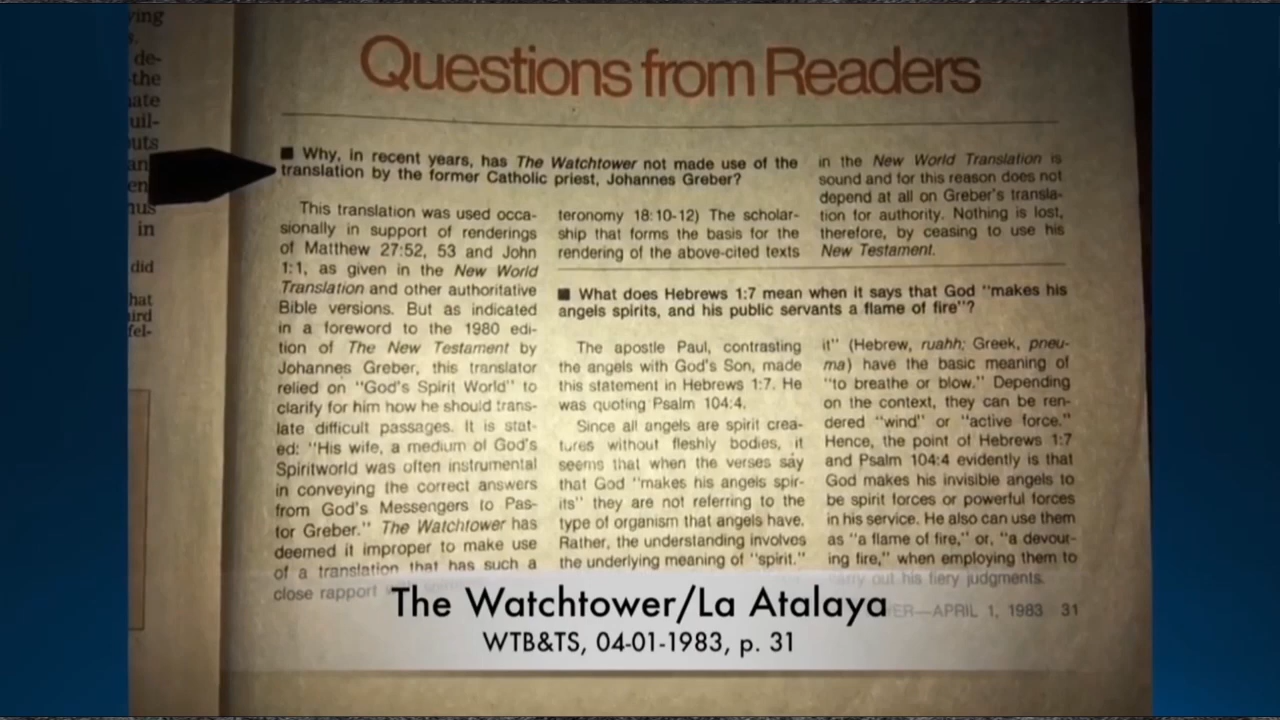 Questions from Readers
■ Why, in recent years, has The Watchtower not made use of the
translation by the former Catholic priest, Johannes Greber?
This translation was used occa-
sionally in support of renderings
of Matthew 27:52, 53 and John
1:1, as given in the New World
Translation and other authoritative
Bible versions. But as indicated
in a foreword to the 1980 edi-
tion of The New Testament by
Johannes Greber, this translator
relied on "God's Spirit World" to
clarify for him how he should trans-
late difficult passages. It is stat-
ed: "His wife, a medium of God's
Spiritworld was often instrumental
in conveying the correct answers
from God's Messengers to Pas-
tor Greber." The Watchtower has
deemed it improper to make use
of a translation that has such a
close rapport
teronomy 18:10-12) The scholar-
ship that forms the basis for the
rendering of the above-cited texts
in the New World Translation is
sound and for this reason does not
depend at all on Greber's transla-
tion for authority. Nothing is lost,
therefore, by ceasing to use his
New Testament.
■ What does Hebrews 1:7 mean when it says that God "makes his
angels spirits, and his public servants a flame of fire"?
The apostle Paul, contrasting
the angels with God's Son, made
this statement in Hebrews 1:7. He
was quoting Psalm 104:4.
Since all angels are spirit crea-
tures without fleshly bodies, it
seems that when the verses say
that God "makes his angels spir-
its" they are not referring to the
type of organism that angels have.
Rather, the understanding involves
the underlying meaning of "spirit."
it" (Hebrew, ruahh; Greek, pneu-
ma) have the basic meaning of
"to breathe or blow." Depending
on the context, they can be ren-
dered "wind" or "active force."
Hence, the point of Hebrews 1:7
and Psalm 104:4 evidently is that
God makes his invisible angels to
be spirit forces or powerful forces
in his service. He also can use them
as "a flame of fire," or, "a devour-
ing fire," when employing them to
carry out his fiery judgments.
—APRIL 1, 1983 31
The Watchtower/La Atalaya
WTB&TS, 04-01-1983, p. 31
ying
s.
de-
-the
nate
uil-
outs
an
en
nus
in
did
hat
ird
fel-